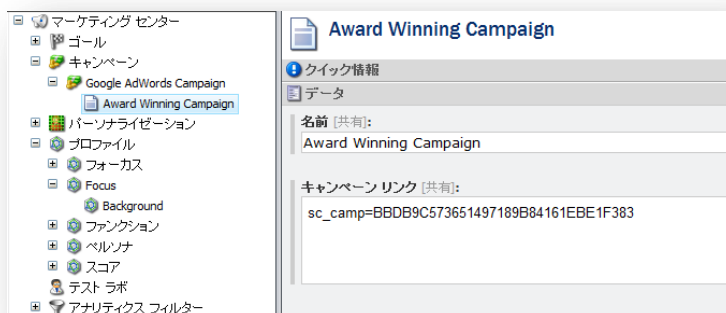 マーケティング センター
ゴール
キャンペーン
Google AdWords Campaign
Award Winning Campaign
パーソナライゼーション
プロファイル
フォーカス
Focus
Background
ファンクション
ペルソナ
スコア
テスト ラボ
アナリティクス フィルター
Award Winning Campaign
クイック情報
データ
名前 [共有]:
Award Winning Campaign
キャンペーン リンク [共有]:
sc_camp=BBDB9C573651497189B84161EBE1F383